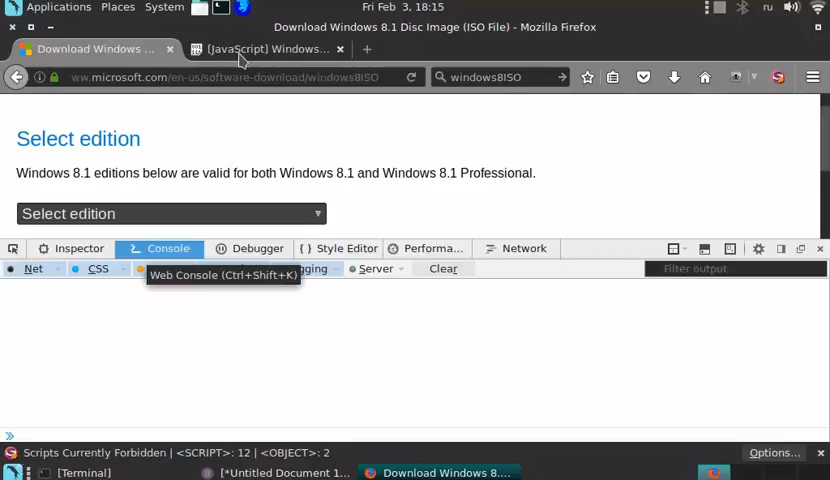 Applications Places System Fri Feb 3, 18:15 ru
Download Windows 8.1 Disc Image (ISO File) - Mozilla Firefox
Download Windows ... [JavaScript] Windows...
ww.microsoft.com/en-us/software-download/windows8ISO windows8ISO
Select edition
Windows 8.1 editions below are valid for both Windows 8.1 and Windows 8.1 Professional.
Select edition
Inspector Console Debugger Style Editor Performa... Network
Net CSS gging Server Clear Filter output
Web Console (Ctrl+Shift+K)
Scripts Currently Forbidden | <SCRIPT>: 12 | <OBJECT>: 2 Options...
[Terminal] [*Untitled Document 1... Download Windows 8....